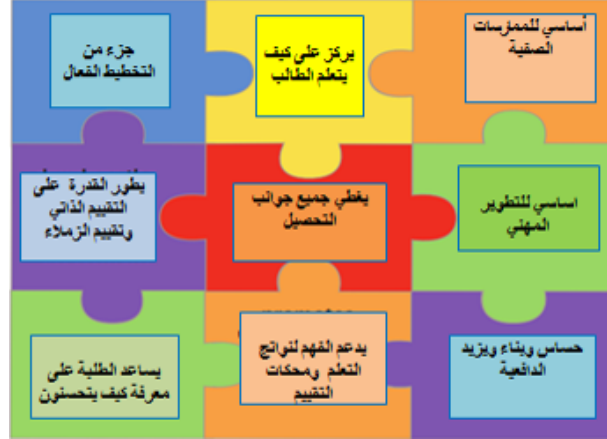 أساسي للممارسات
الصفية
يركز على كيف
يتعلم الطالب
جزء من
التخطيط الفعال
اساسي للتطوير
المهني
يغطي جميع جوانب
التحصيل
يطور القدرة على
التقييم الذاتي
وتقييم الزملاء
حساس وبناء ويزيد
الدافعية
يدعم الفهم لنواتج
التعلم ومحكات
التقييم
يساعد الطلبة على
معرفة كيف يتحسنون